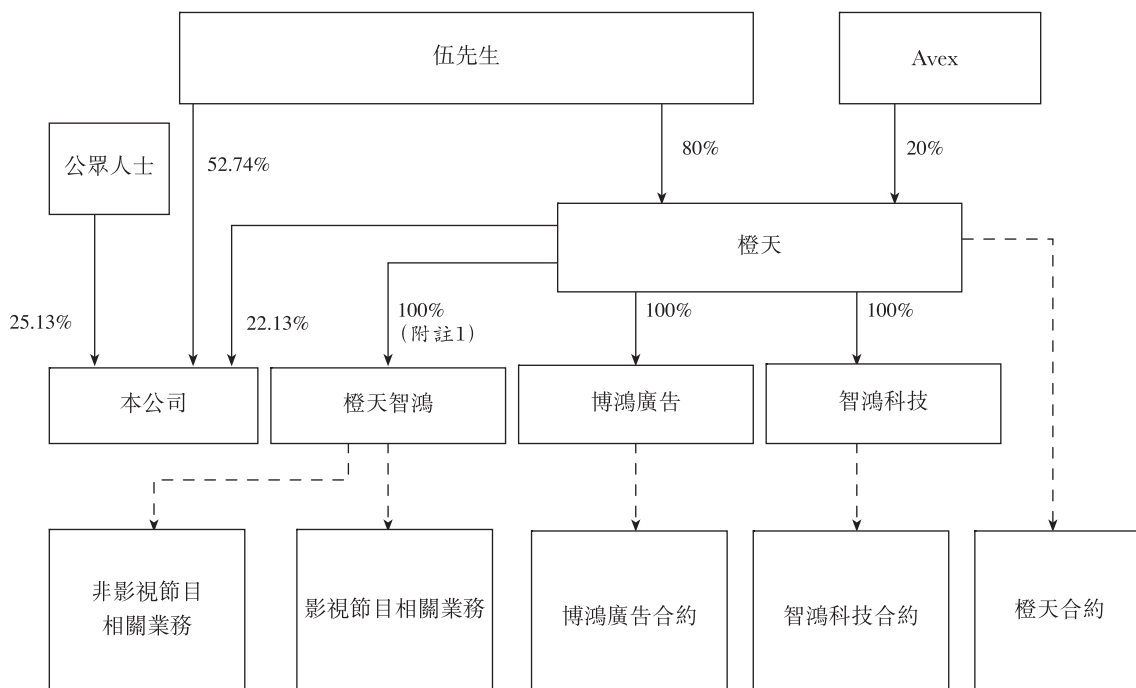 伍先生
Avex
公眾人士
52.74%
80%
20%
橙天
25.13%
22.13%
100%
(附註1)
100%
100%
本公司
橙天智鴻
博鴻廣告
智鴻科技
非影視節目
相關業務
影視節目相關業務
博鴻廣告合約
智鴻科技合約
橙天合約